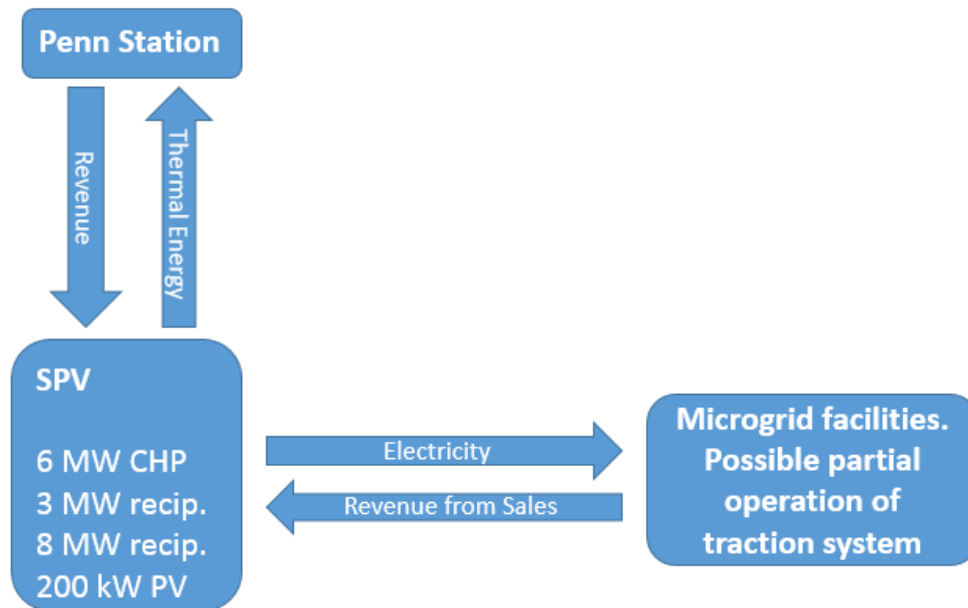 Penn Station
Revenue
Thermal Energy
SPV
6 MW CHP
3 MW recip.
8 MW recip.
200 kW PV
Electricity
Revenue from Sales
Microgrid facilities.
Possible partial
operation of
traction system